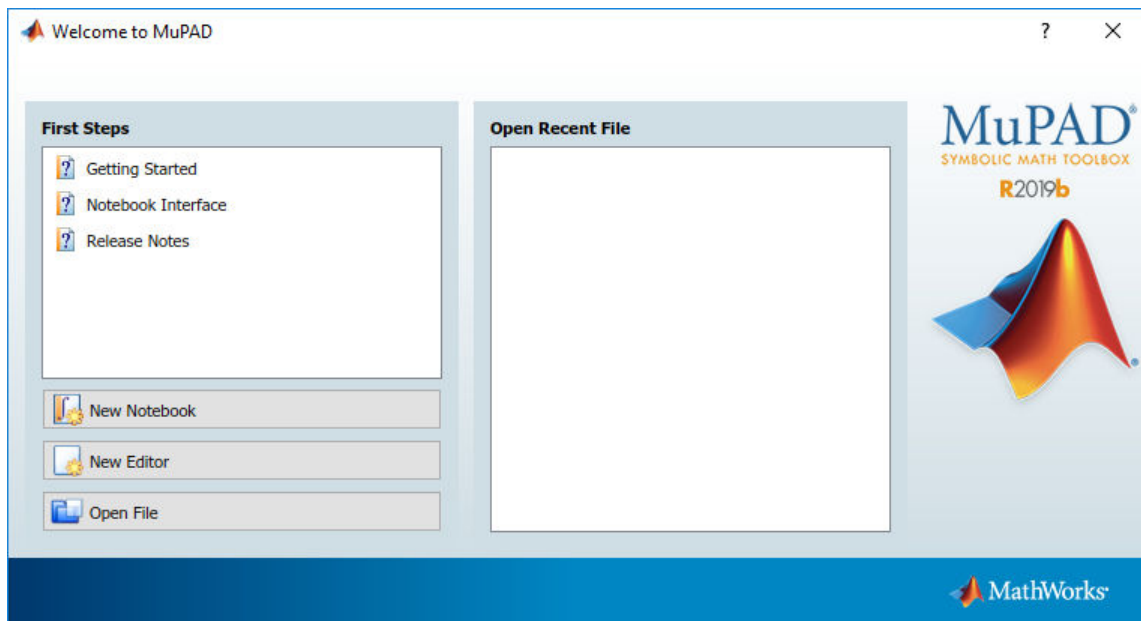 Welcome to MuPAD
?
First Steps
Getting Started
Notebook Interface
Release Notes
New Notebook
New Editor
Open File
Open Recent File
MuPAD®
SYMBOLIC MATH TOOLBOX
R2019b
®
MathWorks®